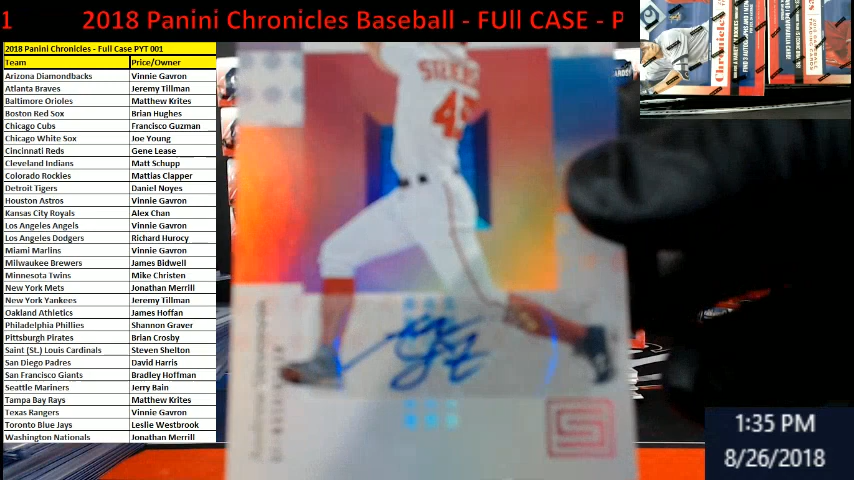 1 2018 Panini Chronicles Baseball - FUll CASE - P
2018 Panini Chronicles - Full Case PYT 001
Team Price/Owner
Arizona Diamondbacks Vinnie Gavron
Atlanta Braves Jeremy Tillman
Baltimore Orioles Matthew Krites
Boston Red Sox Brian Hughes
Chicago Cubs Francisco Guzman
Chicago White Sox Joe Young
Cincinnati Reds Gene Lease
Cleveland Indians Matt Schupp
Colorado Rockies Mattias Clapper
Detroit Tigers Daniel Noyes
Houston Astros Vinnie Gavron
Kansas City Royals Alex Chan
Los Angeles Angels Vinnie Gavron
Los Angeles Dodgers Richard Hurocy
Miami Marlins Vinnie Gavron
Milwaukee Brewers James Bidwell
Minnesota Twins Mike Christen
New York Mets Jonathan Merrill
New York Yankees Jeremy Tillman
Oakland Athletics James Hoffan
Philadelphia Phillies Shannon Graver
Pittsburgh Pirates Brian Crosby
Saint (St.) Louis Cardinals Steven Shelton
San Diego Padres David Harris
San Francisco Giants Bradley Hoffman
Seattle Mariners Jerry Bain
Tampa Bay Rays Matthew Krites
Texas Rangers Vinnie Gavron
Toronto Blue Jays Leslie Westbrook
Washington Nationals Jonathan Merrill
Chronicles
1:35 PM
8/26/2018